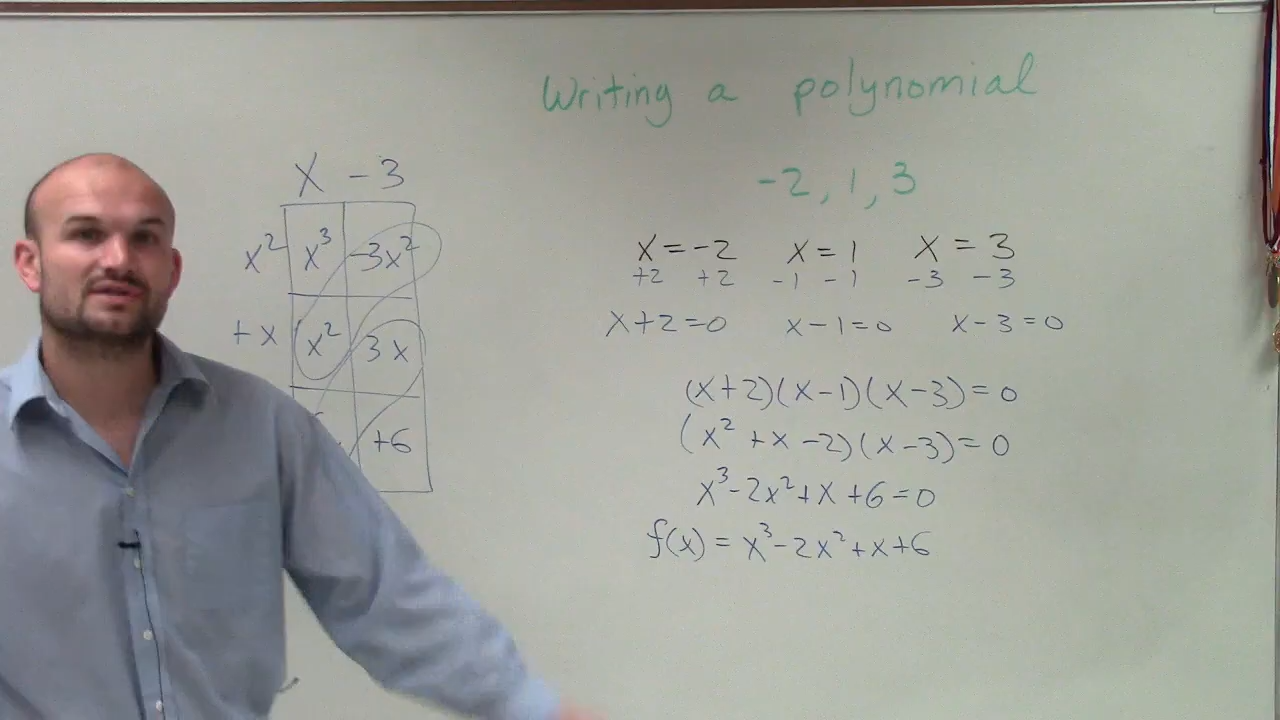 Writing a polynomial
-2, 1, 3
x = -2 x = 1 x = 3
+2 +2 -1 -1 -3 -3
x+2=0 x-1=0 x-3=0
(x+2)(x-1)(x-3)=0
(x² +x -2)(x-3)=0
x³-2x²+x+6=0
f(x) = x³-2x²+x+6
x -3
x² x³ -3x²
+x x² 3x
+6